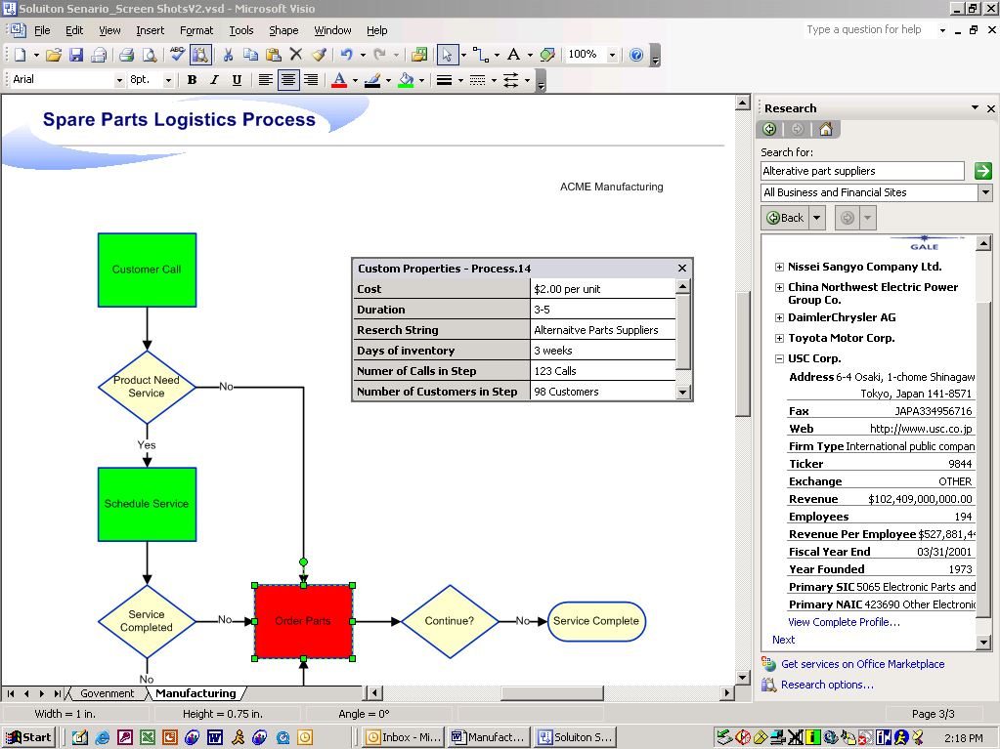 Soluiton Senario_Screen ShotsV2.vsd - Microsoft Visio
File Edit View Insert Format Tools Shape Window Help
Type a question for help
ABC
100%
Arial
8pt.
B I U
A
Spare Parts Logistics Process
ACME Manufacturing
Customer Call
Product Need
Service
No
Yes
Schedule Service
Service
Completed
No
Order Parts
Continue?
No
Service Complete
No
Custom Properties - Process.14
Cost $2.00 per unit
Duration 3-5
Reserch String Alternaitve Parts Suppliers
Days of inventory 3 weeks
Numer of Calls in Step 123 Calls
Number of Customers in Step 98 Customers
Research
Search for:
Alterative part suppliers
All Business and Financial Sites
Back
GALE
Nissei Sangyo Company Ltd.
China Northwest Electric Power
Group Co.
DaimlerChrysler AG
Toyota Motor Corp.
USC Corp.
Address 6-4 Osaki, 1-chome Shinagaw
Tokyo, Japan 141-8571
Fax JAPA334956716
Web http://www.usc.co.jp
Firm Type International public compan
Ticker 9844
Exchange OTHER
Revenue $102,409,000,000.00
Employees 194
Revenue Per Employee $527,881,4
Fiscal Year End 03/31/2001
Year Founded 1973
Primary SIC 5065 Electronic Parts and
Primary NAIC 423690 Other Electronic
View Complete Profile...
Next
Get services on Office Marketplace
Research options...
Govenment Manufacturing
Width = 1 in. Height = 0.75 in. Angle = 0° Page 3/3
Start Inbox - Mi... Manufact... Soluiton S... 2:18 PM